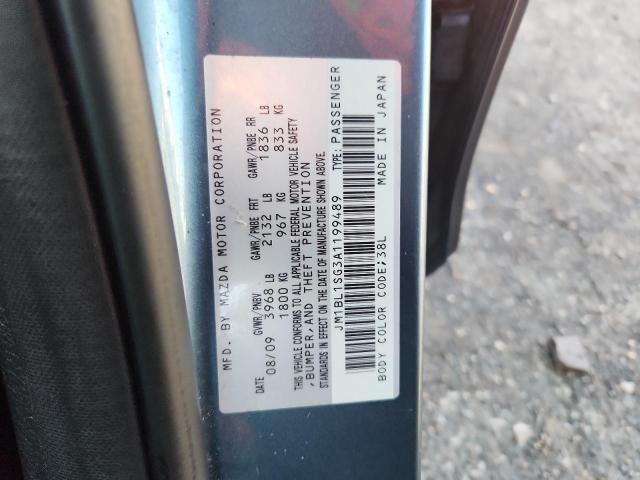 MFD. BY MAZDA MOTOR CORPORATION
DATE GVWR/PNBV GAWR/PNBE FRT GAWR/PNBE RR
08/09 3968 LB 2132 LB 1836 LB
1800 KG 967 KG 833 KG
THIS VEHICLE CONFORMS TO ALL APPLICABLE FEDERAL MOTOR VEHICLE SAFETY
,BUMPER,AND THEFT PREVENTION
STANDARDS IN EFFECT ON THE DATE OF MANUFACTURE SHOWN ABOVE.
JM1BL1SG3A1199489 TYPE: PASSENGER
BODY COLOR CODE;38L MADE IN JAPAN